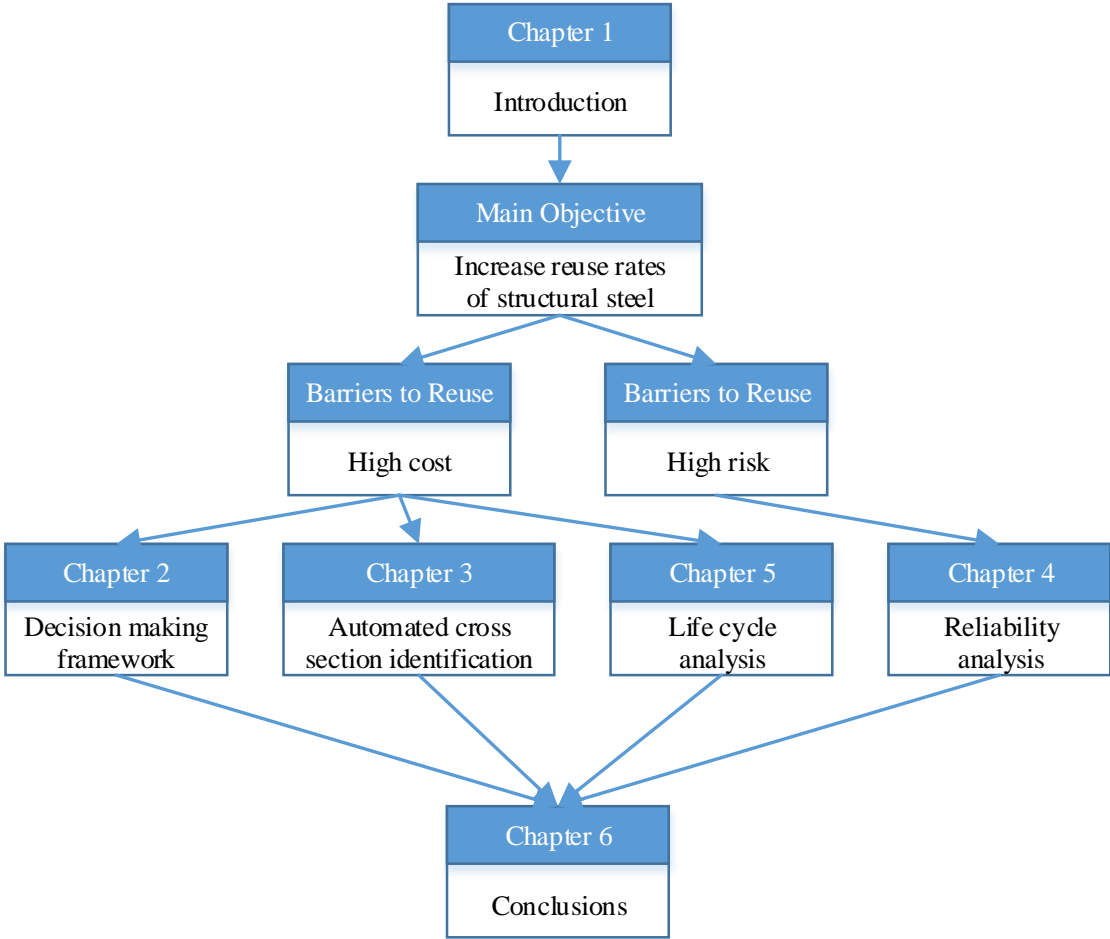 Chapter 1
Introduction
Main Objective
Increase reuse rates
of structural steel
Barriers to Reuse
High cost
Barriers to Reuse
High risk
Chapter 2
Decision making
framework
Chapter 3
Automated cross
section identification
Chapter 5
Life cycle
analysis
Chapter 4
Reliability
analysis
Chapter 6
Conclusions